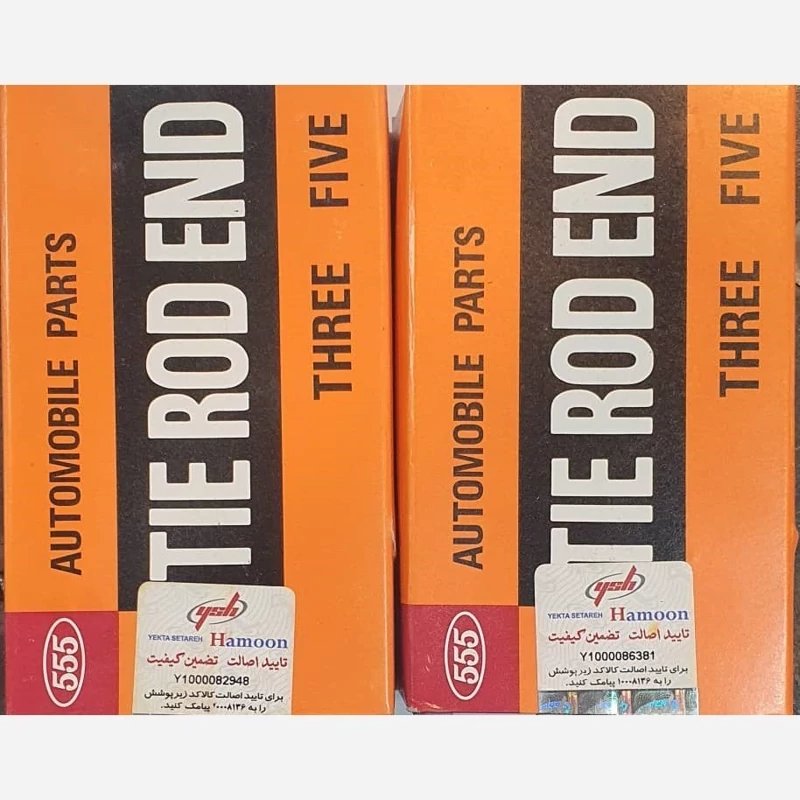 AUTOMOBILE PARTS
TIE ROD END
THREE FIVE
555
ysh
YEKTA SETAREH Hamoon
تایید اصالت تضمین کیفیت
Y1000082948
برای تایید اصالت کالا کد زیر پوشش
را به ۱۰۰۰۸۱۳۶ پیامک کنید.
AUTOMOBILE PARTS
TIE ROD END
THREE FIVE
555
ysh
YEKTA SETAREH Hamoon
تایید اصالت تضمین کیفیت
Y1000086381
برای تایید اصالت کالا کد زیر پوشش
را به ۱۰۰۰۸۱۳۶ پیامک کنید.